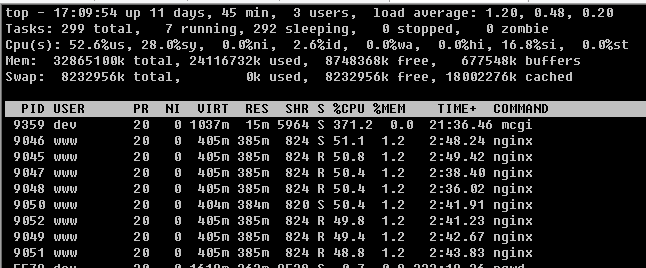 top - 17:09:54 up 11 days, 45 min,  3 users,  load average: 1.20, 0.48, 0.20
Tasks: 299 total,   7 running, 292 sleeping,   0 stopped,   0 zombie
Cpu(s): 52.6%us, 28.0%sy,  0.0%ni,  2.6%id,  0.0%wa,  0.0%hi, 16.8%si,  0.0%st
Mem:  32865100k total, 24116732k used,  8748368k free,   677548k buffers
Swap:  8232956k total,        0k used,  8232956k free, 18002276k cached
PID USER      PR  NI  VIRT  RES  SHR S %CPU %MEM    TIME+  COMMAND
9359 dev       20   0 1037m  15m 5964 S 371.2  0.0  21:36.46 mcgi
9046 www       20   0  405m 385m  824 S 51.1  1.2   2:48.24 nginx
9045 www       20   0  405m 385m  824 R 50.8  1.2   2:49.42 nginx
9047 www       20   0  405m 385m  824 R 50.4  1.2   2:38.40 nginx
9048 www       20   0  405m 385m  824 R 50.4  1.2   2:36.02 nginx
9050 www       20   0  404m 384m  820 S 50.4  1.2   2:41.91 nginx
9052 www       20   0  405m 385m  824 R 49.8  1.2   2:41.23 nginx
9049 www       20   0  405m 385m  824 R 49.4  1.2   2:42.67 nginx
9051 www       20   0  405m 385m  824 R 48.8  1.2   2:43.83 nginx